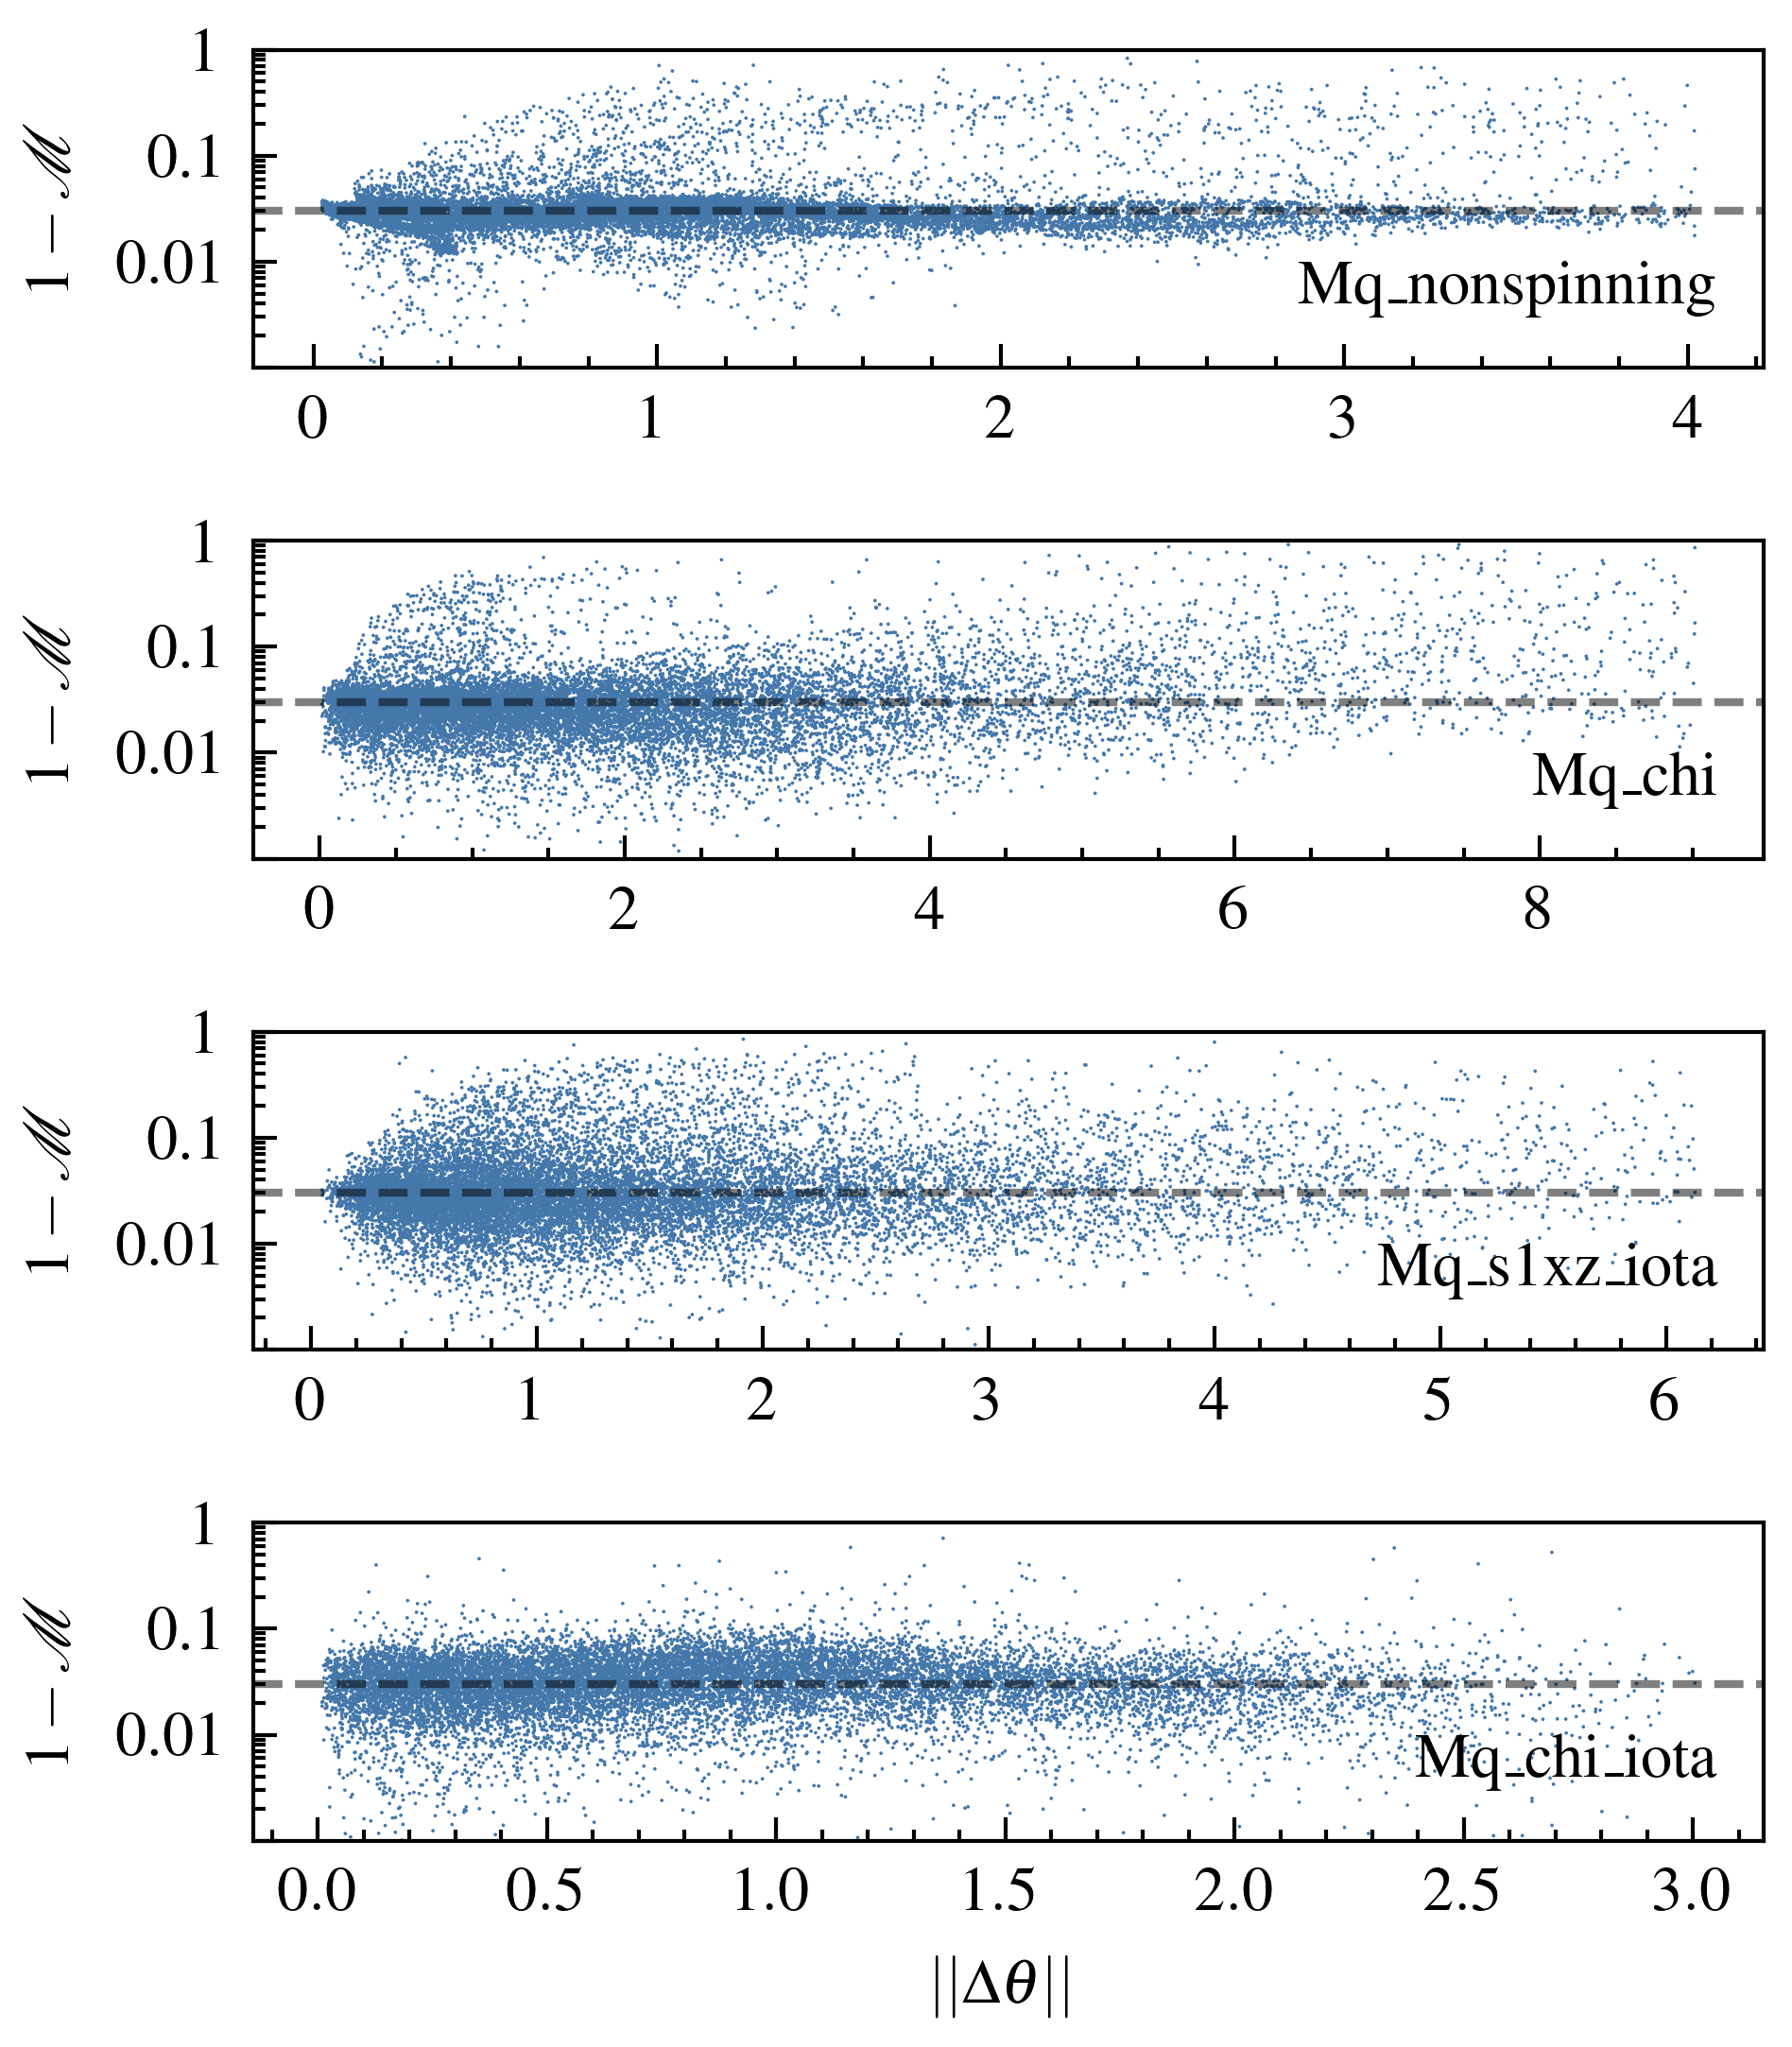 1
0.1
0.01
1 − ℳ
Mq_nonspinning
0 1 2 3 4
1
0.1
0.01
1 − ℳ
Mq_chi
0 2 4 6 8
1
0.1
0.01
1 − ℳ
Mq_s1xz_iota
0 1 2 3 4 5 6
1
0.1
0.01
1 − ℳ
Mq_chi_iota
0.0 0.5 1.0 1.5 2.0 2.5 3.0
||Δθ||